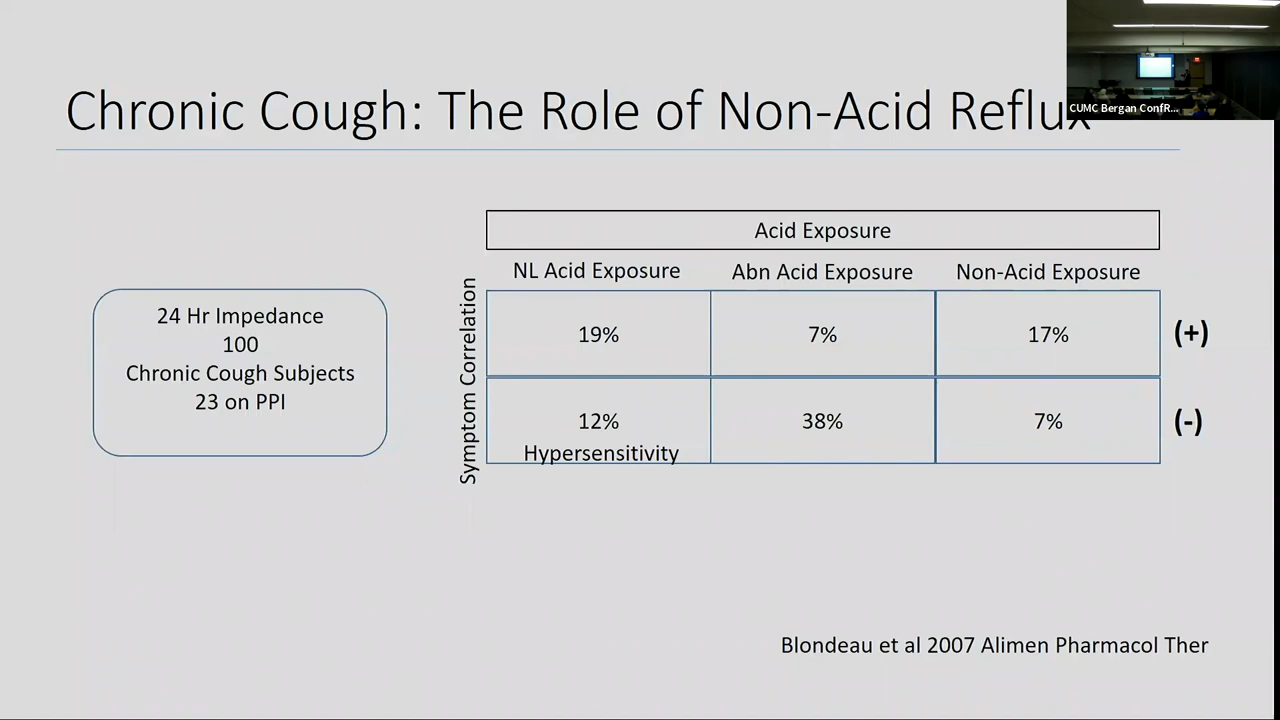 CUMC Bergan ConfR...
Chronic Cough: The Role of Non-Acid Reflux
Acid Exposure
NL Acid Exposure
Abn Acid Exposure
Non-Acid Exposure
24 Hr Impedance
100
Chronic Cough Subjects
23 on PPI
Symptom Correlation
19%
7%
17%
(+)
12%
Hypersensitivity
38%
7%
(-)
Blondeau et al 2007 Alimen Pharmacol Ther